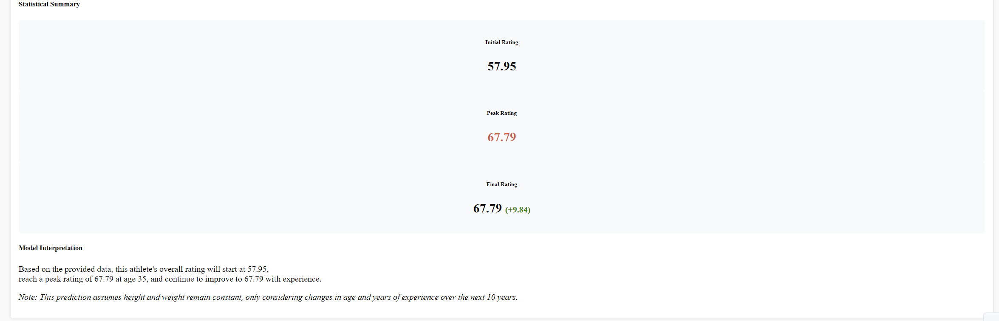 Statistical Summary
Initial Rating
57.95
Peak Rating
67.79
Final Rating
67.79 (+9.84)
Model Interpretation
Based on the provided data, this athlete's overall rating will start at 57.95,
reach a peak rating of 67.79 at age 35, and continue to improve to 67.79 with experience.
Note: This prediction assumes height and weight remain constant, only considering changes in age and years of experience over the next 10 years.